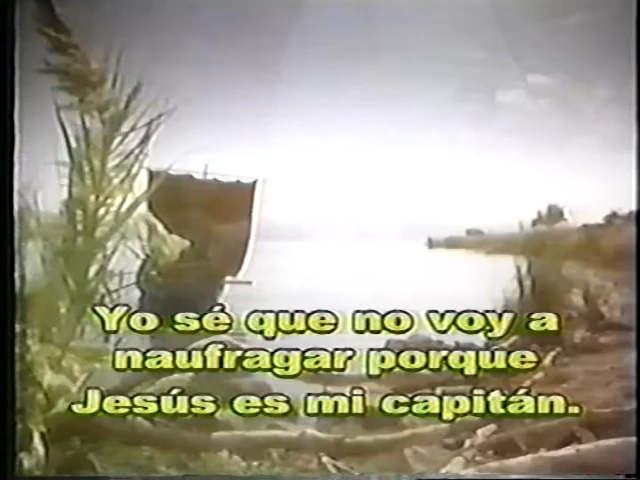 Yo sé que no voy a
naufragar porque
Jesús es mi capitán.